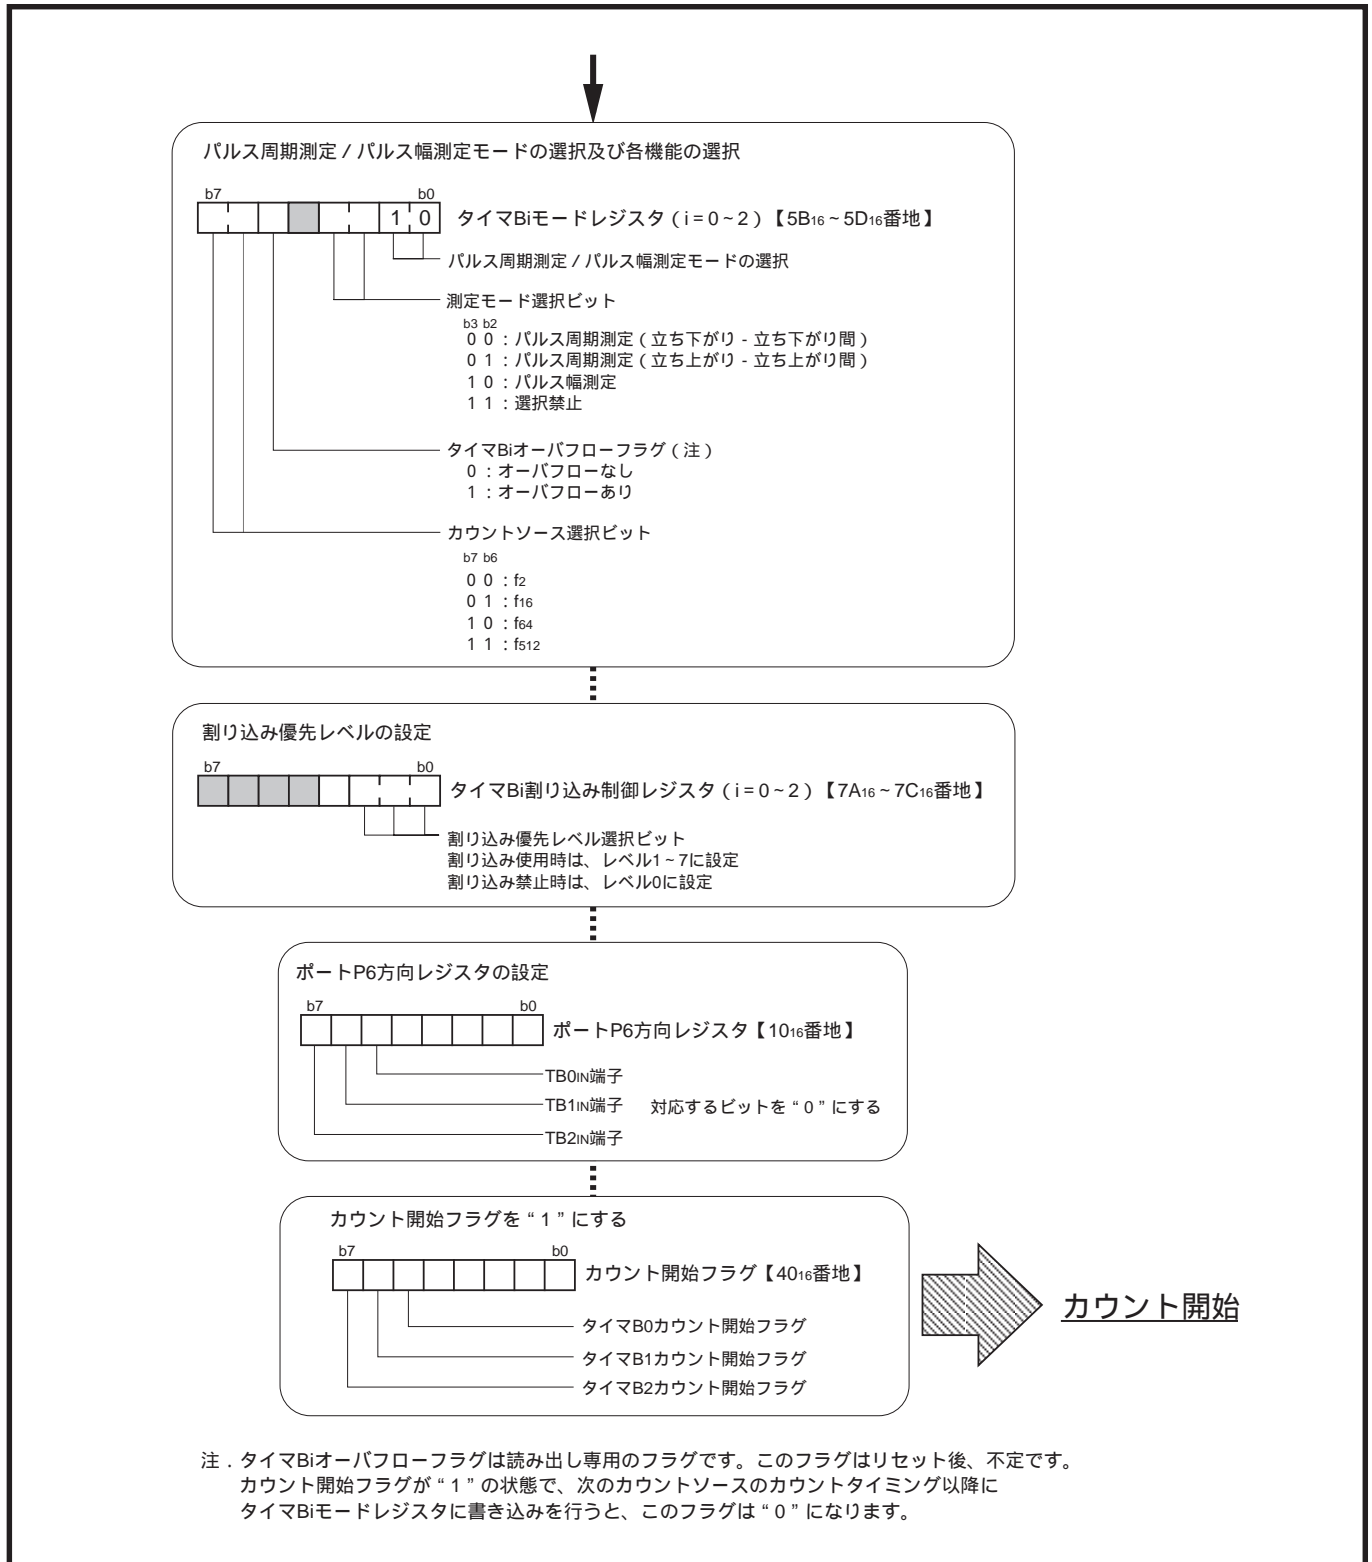 パルス周期測定 / パルス幅測定モードの選択及び各機能の選択
b7 b0
1 0 タイマBiモードレジスタ ( i = 0 ~ 2 ) 【5B16 ~ 5D16番地】
パルス周期測定 / パルス幅測定モードの選択
測定モード選択ビット
b3 b2
0 0 : パルス周期測定 ( 立ち下がり - 立ち下がり間 )
0 1 : パルス周期測定 ( 立ち上がり - 立ち上がり間 )
1 0 : パルス幅測定
1 1 : 選択禁止
タイマBiオーバフローフラグ ( 注 )
0 : オーバフローなし
1 : オーバフローあり
カウントソース選択ビット
b7 b6
0 0 : f2
0 1 : f16
1 0 : f64
1 1 : f512
割り込み優先レベルの設定
b7 b0
タイマBi割り込み制御レジスタ ( i = 0 ~ 2 ) 【7A16 ~ 7C16番地】
割り込み優先レベル選択ビット
割り込み使用時は、レベル1 ~ 7に設定
割り込み禁止時は、レベル0に設定
ポートP6方向レジスタの設定
b7 b0
ポートP6方向レジスタ【1016番地】
TB0IN端子
TB1IN端子 対応するビットを “ 0 ” にする
TB2IN端子
カウント開始フラグを “ 1 ” にする
b7 b0
カウント開始フラグ【4016番地】
カウント開始
タイマB0カウント開始フラグ
タイマB1カウント開始フラグ
タイマB2カウント開始フラグ
注 . タイマBiオーバフローフラグは読み出し専用のフラグです。このフラグはリセット後、不定です。
カウント開始フラグが “ 1 ” の状態で、次のカウントソースのカウントタイミング以降に
タイマBiモードレジスタに書き込みを行うと、このフラグは “ 0 ” になります。